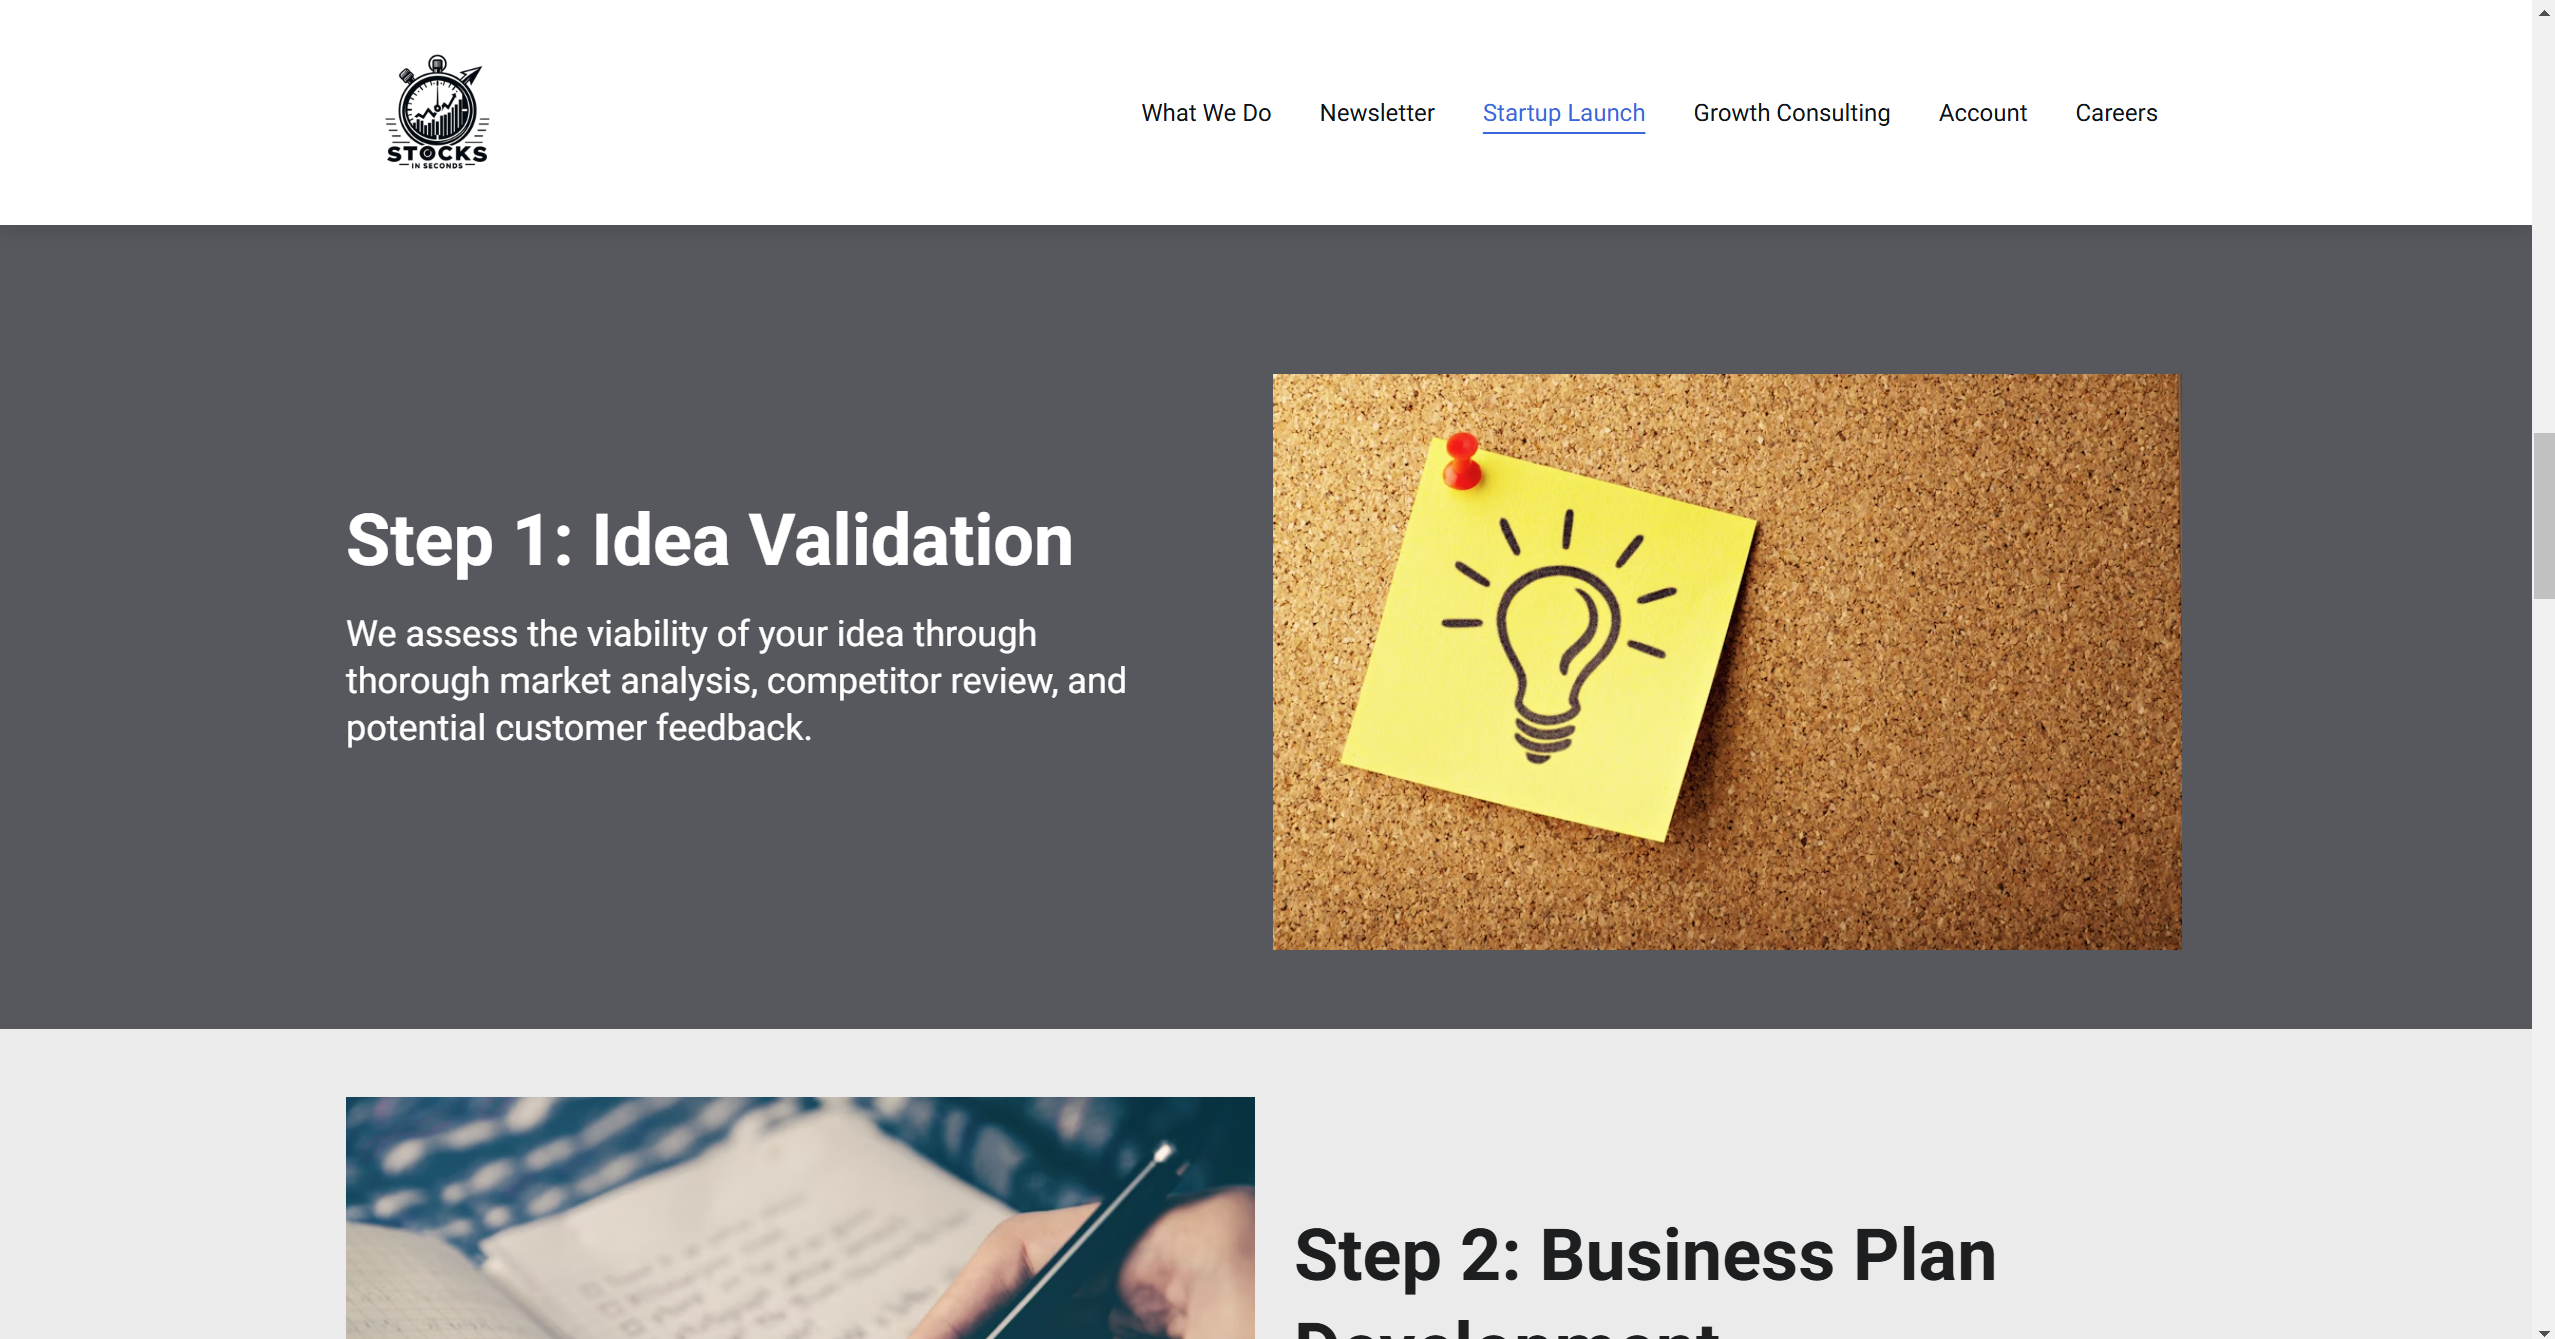 STOCKS
IN SECONDS
What We Do
Newsletter
Startup Launch
Growth Consulting
Account
Careers
Step 1: Idea Validation
We assess the viability of your idea through
thorough market analysis, competitor review, and
potential customer feedback.
Step 2: Business Plan
Development